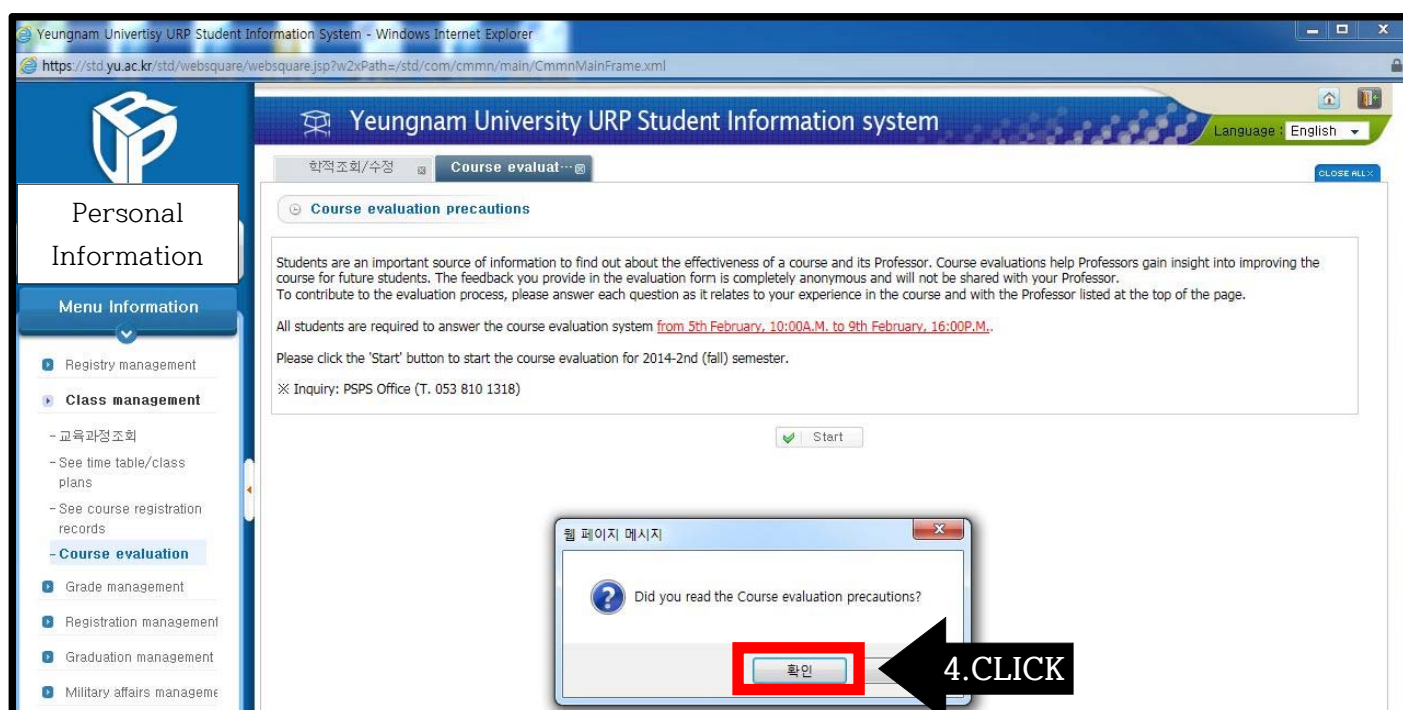 Yeungnam Univertisy URP Student Information System - Windows Internet Explorer
https://std.yu.ac.kr/std/websquare/websquare.jsp?w2xPath=/std/com/cmmn/main/CmmnMainFrame.xml
Yeungnam University URP Student Information system
Language : English
학적조회/수정
Course evaluat…
CLOSE ALL X
Personal
Information
Course evaluation precautions
Students are an important source of information to find out about the effectiveness of a course and its Professor. Course evaluations help Professors gain insight into improving the
course for future students. The feedback you provide in the evaluation form is completely anonymous and will not be shared with your Professor.
To contribute to the evaluation process, please answer each question as it relates to your experience in the course and with the Professor listed at the top of the page.
All students are required to answer the course evaluation system from 5th February, 10:00A.M. to 9th February, 16:00P.M..
Please click the 'Start' button to start the course evaluation for 2014-2nd (fall) semester.
※ Inquiry: PSPS Office (T. 053 810 1318)
Start
Menu Information
Registry management
Class management
- 교육과정조회
- See time table/class
plans
- See course registration
records
- Course evaluation
Grade management
Registration management
Graduation management
Military affairs manageme
웹 페이지 메시지
Did you read the Course evaluation precautions?
확인
4.CLICK